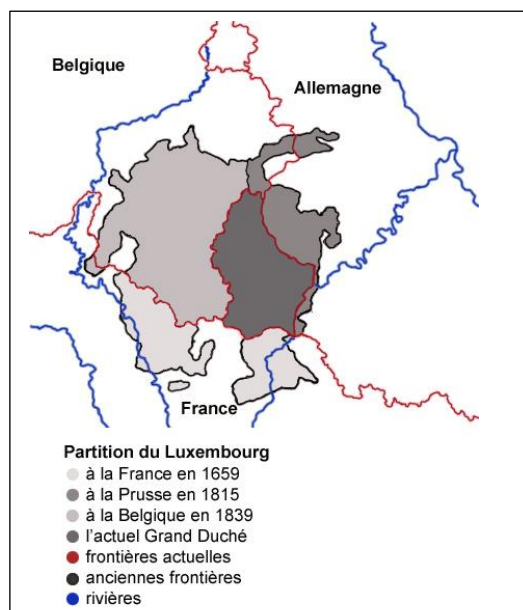 Belgique
Allemagne
France
Partition du Luxembourg
à la France en 1659
à la Prusse en 1815
à la Belgique en 1839
l'actuel Grand Duché
frontières actuelles
anciennes frontières
rivières